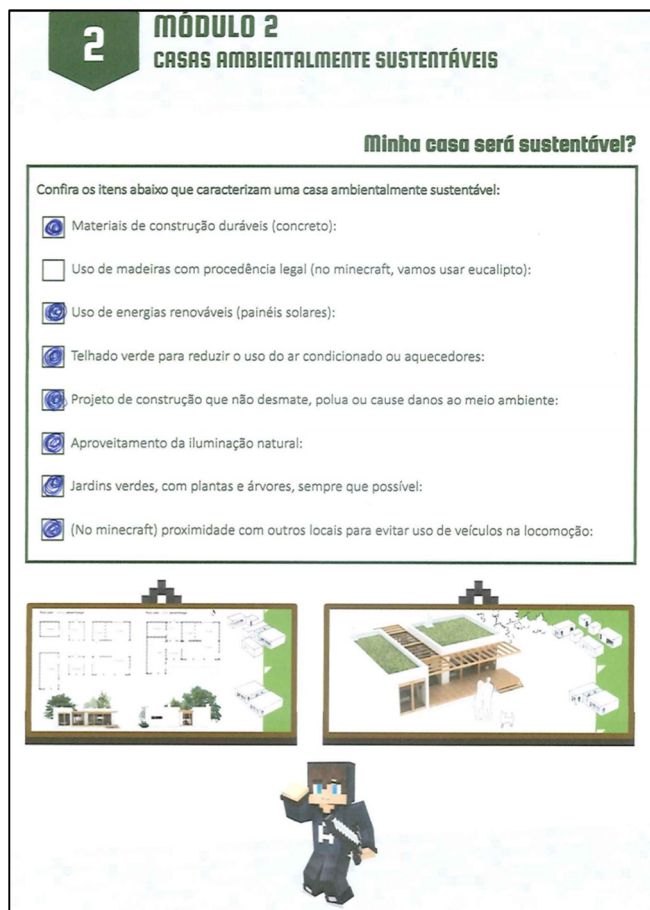 2
MÓDULO 2
CASAS AMBIENTALMENTE SUSTENTÁVEIS
Minha casa será sustentável?
Confira os itens abaixo que caracterizam uma casa ambientalmente sustentável:
Materiais de construção duráveis (concreto):
Uso de madeiras com procedência legal (no minecraft, vamos usar eucalipto):
Uso de energias renováveis (painéis solares):
Telhado verde para reduzir o uso do ar condicionado ou aquecedores:
Projeto de construção que não desmate, polua ou cause danos ao meio ambiente:
Aproveitamento da iluminação natural:
Jardins verdes, com plantas e árvores, sempre que possível:
(No minecraft) proximidade com outros locais para evitar uso de veículos na locomoção: